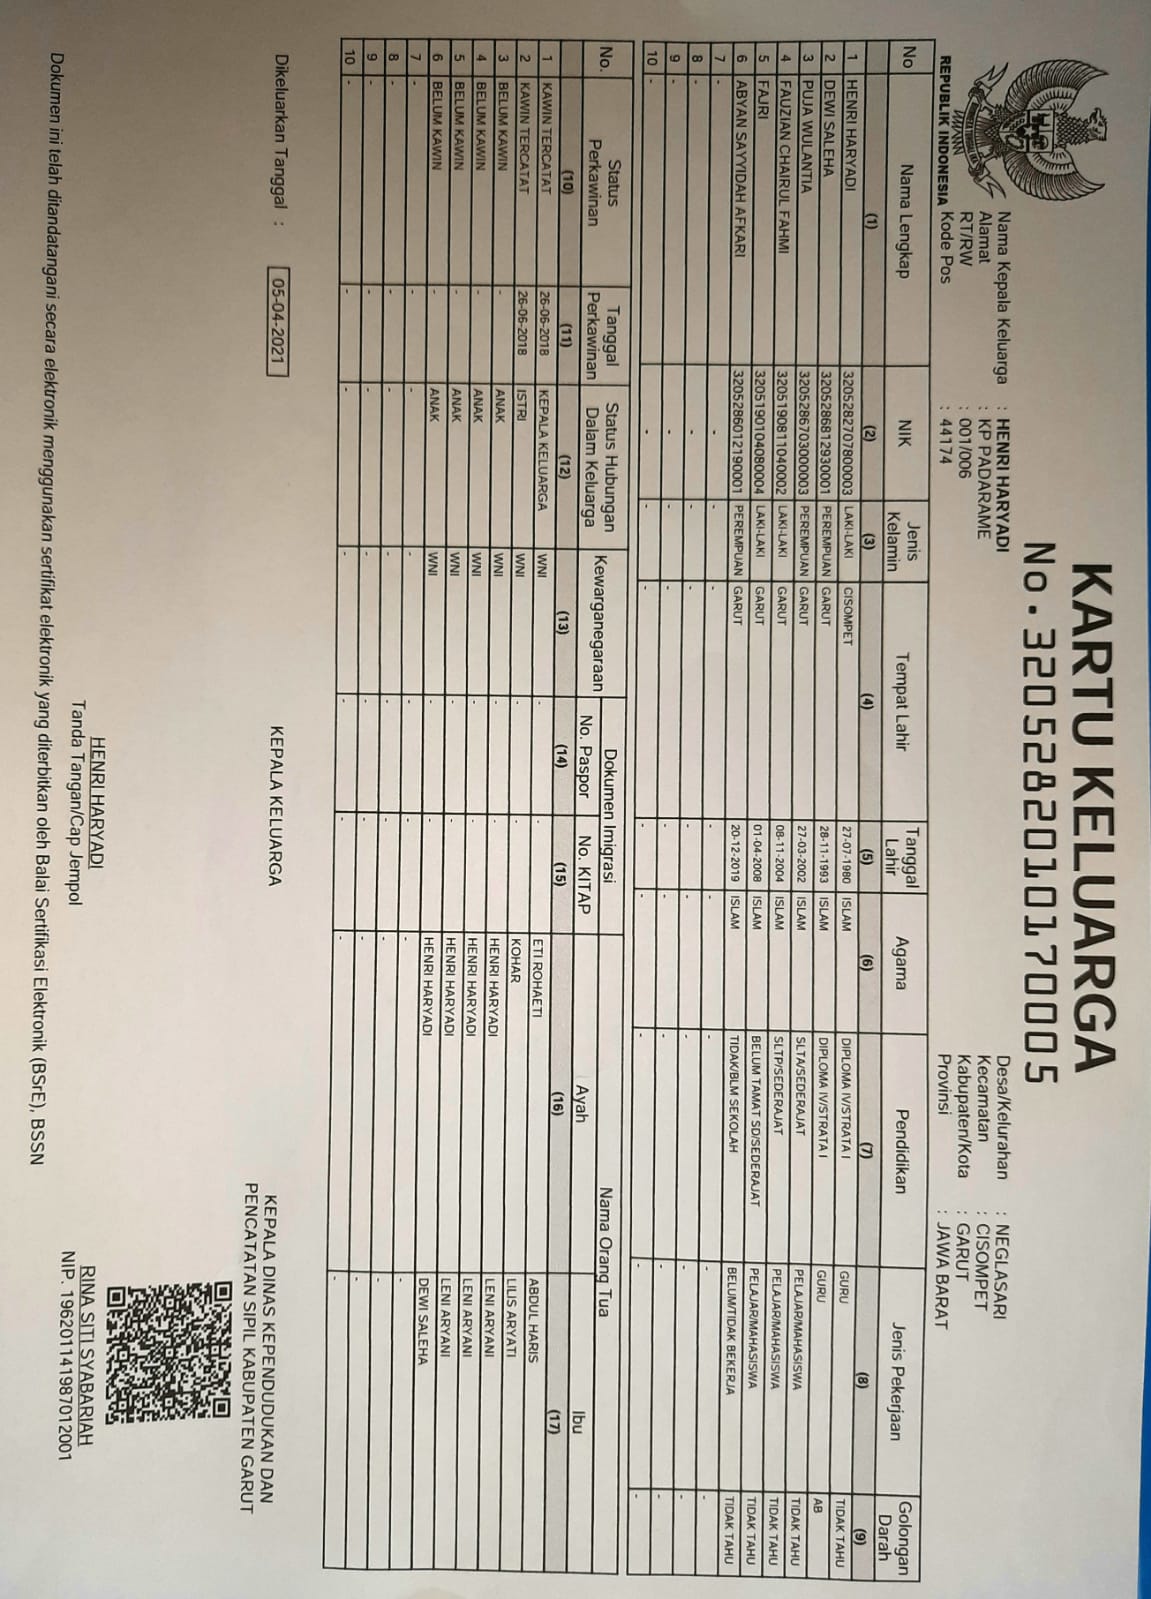 KARTU KELUARGA
No. 3205282010170005
REPUBLIK INDONESIA
Nama Kepala Keluarga : HENRI HARYADI
Alamat : KP PADARAME
RT/RW : 001/006
Kode Pos : 44174
Desa/Kelurahan : NEGLASARI
Kecamatan : CISOMPET
Kabupaten/Kota : GARUT
Provinsi : JAWA BARAT
No Nama Lengkap NIK Jenis Kelamin Tempat Lahir Tanggal Lahir Agama Pendidikan Jenis Pekerjaan Golongan Darah
(1) (2) (3) (4) (5) (6) (7) (8) (9)
1 HENRI HARYADI 3205282707800003 LAKI-LAKI CISOMPET 27-07-1980 ISLAM DIPLOMA IV/STRATA I GURU TIDAK TAHU
2 DEWI SALEHA 3205286812930001 PEREMPUAN GARUT 28-11-1993 ISLAM DIPLOMA IV/STRATA I GURU AB
3 PUJA WULANTIA 3205286703000003 PEREMPUAN GARUT 27-03-2002 ISLAM SLTA/SEDERAJAT PELAJAR/MAHASISWA TIDAK TAHU
4 FAUZIAN CHAIRUL FAHMI 3205190811040002 LAKI-LAKI GARUT 08-11-2004 ISLAM SLTP/SEDERAJAT PELAJAR/MAHASISWA TIDAK TAHU
5 FAJRI 3205190104080004 LAKI-LAKI GARUT 01-04-2008 ISLAM BELUM TAMAT SD/SEDERAJAT PELAJAR/MAHASISWA TIDAK TAHU
6 ABYAN SAYYIDAH AFKARI 3205286012190001 PEREMPUAN GARUT 20-12-2019 ISLAM TIDAK/BLM SEKOLAH BELUM/TIDAK BEKERJA TIDAK TAHU
7 - - - - - - - - -
8 - - - - - - - - -
9 - - - - - - - - -
10 - - - - - - - - -
No. Status Perkawinan Tanggal Perkawinan Status Hubungan Dalam Keluarga Kewarganegaraan Dokumen Imigrasi Nama Orang Tua
No. Paspor No. KITAP Ayah Ibu
(10) (11) (12) (13) (14) (15) (16) (17)
1 KAWIN TERCATAT 26-06-2018 KEPALA KELUARGA WNI - - ETI ROHAETI ABDUL HARIS
2 KAWIN TERCATAT 26-06-2018 ISTRI WNI - - KOHAR LILIS ARYATI
3 BELUM KAWIN - ANAK WNI - - HENRI HARYADI LENI ARYANI
4 BELUM KAWIN - ANAK WNI - - HENRI HARYADI LENI ARYANI
5 BELUM KAWIN - ANAK WNI - - HENRI HARYADI LENI ARYANI
6 BELUM KAWIN - ANAK WNI - - HENRI HARYADI DEWI SALEHA
7 - - - - - - - -
8 - - - - - - - -
9 - - - - - - - -
10 - - - - - - - -
Dikeluarkan Tanggal : 05-04-2021
KEPALA KELUARGA
HENRI HARYADI
Tanda Tangan/Cap Jempol
KEPALA DINAS KEPENDUDUKAN DAN
PENCATATAN SIPIL KABUPATEN GARUT
RINA SITI SYABARIAH
NIP. 196201141987012001
Dokumen ini telah ditandatangani secara elektronik menggunakan sertifikat elektronik yang diterbitkan oleh Balai Sertifikasi Elektronik (BSrE), BSSN